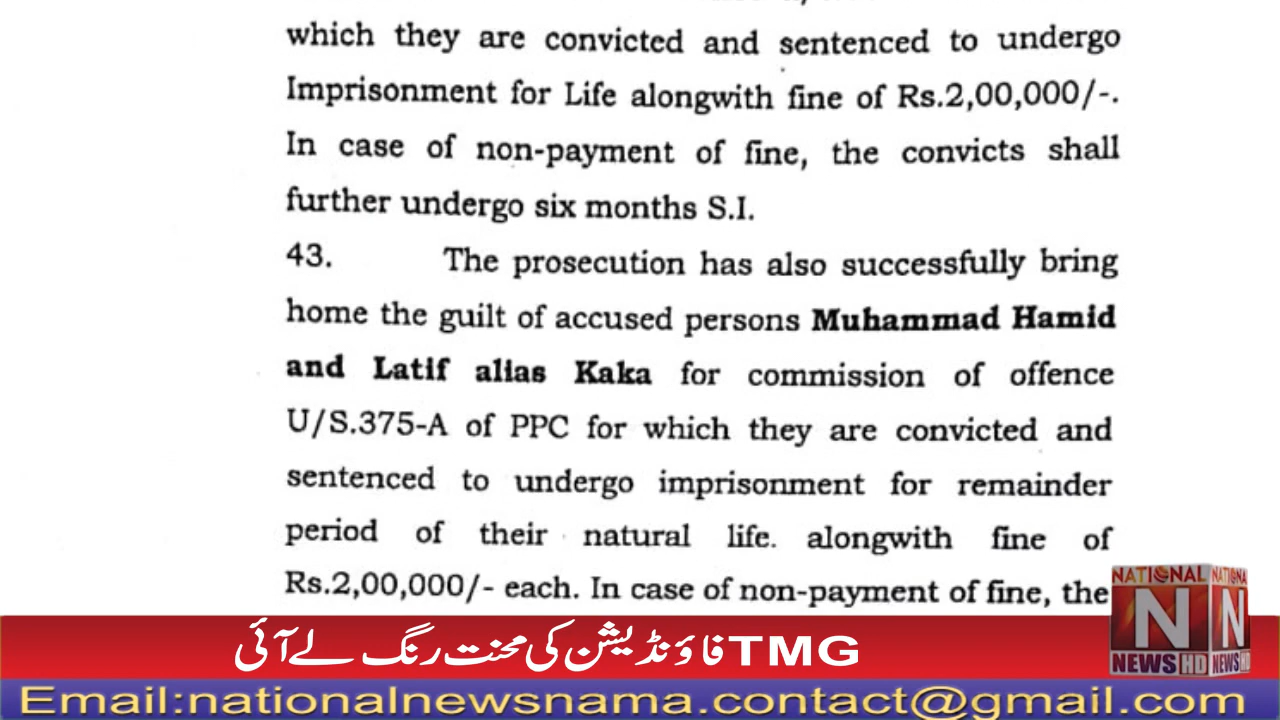 which they are convicted and sentenced to undergo
Imprisonment for Life alongwith fine of Rs.2,00,000/-.
In case of non-payment of fine, the convicts shall
further undergo six months S.I.
43. The prosecution has also successfully bring
home the guilt of accused persons Muhammad Hamid
and Latif alias Kaka for commission of offence
U/S.375-A of PPC for which they are convicted and
sentenced to undergo imprisonment for remainder
period of their natural life. alongwith fine of
Rs.2,00,000/- each. In case of non-payment of fine, the
NATIONAL
N
NEWS HD
NATIONA
N
NEWS HD
TMG فاؤنڈیشن کی محنت رنگ لے آئی
Email:nationalnewsnama.contact@gmail.com